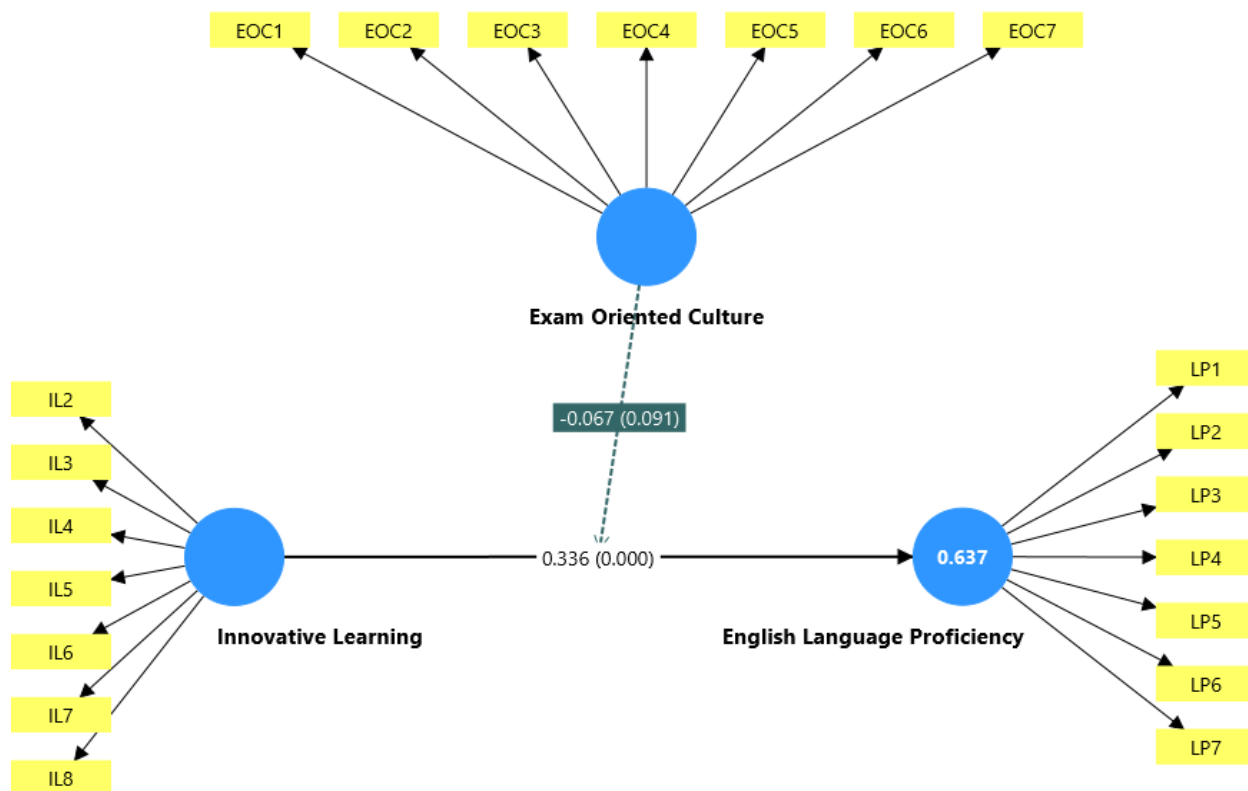 EOC1 EOC2 EOC3 EOC4 EOC5 EOC6 EOC7
Exam Oriented Culture
-0.067 (0.091)
IL2
IL3
IL4
IL5
IL6
IL7
IL8
Innovative Learning
0.336 (0.000)
0.637
English Language Proficiency
LP1
LP2
LP3
LP4
LP5
LP6
LP7